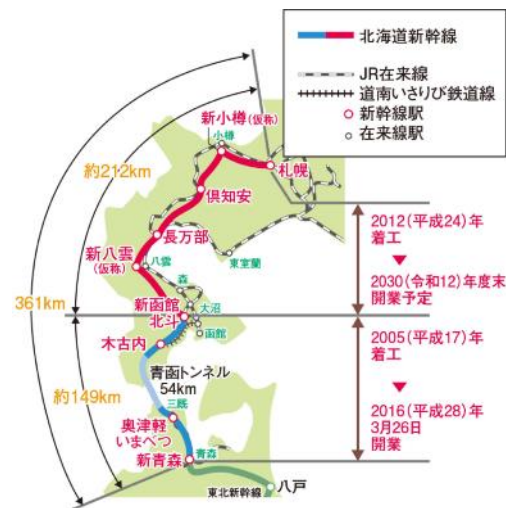 北海道新幹線
JR在来線
道南いさりび鉄道線
新幹線駅
在来線駅
新小樽(仮称)
小樽
札幌
約212km
倶知安
長万部
新八雲
(仮称)
八雲
東室蘭
森
大沼
新函館
北斗
函館
361km
木古内
青函トンネル
54km
約149km
三厩
奥津軽
いまべつ
新青森
青森
東北新幹線
八戸
2012(平成24)年
着工
2030(令和12)年度末
開業予定
2005(平成17)年
着工
2016(平成28)年
3月26日
開業